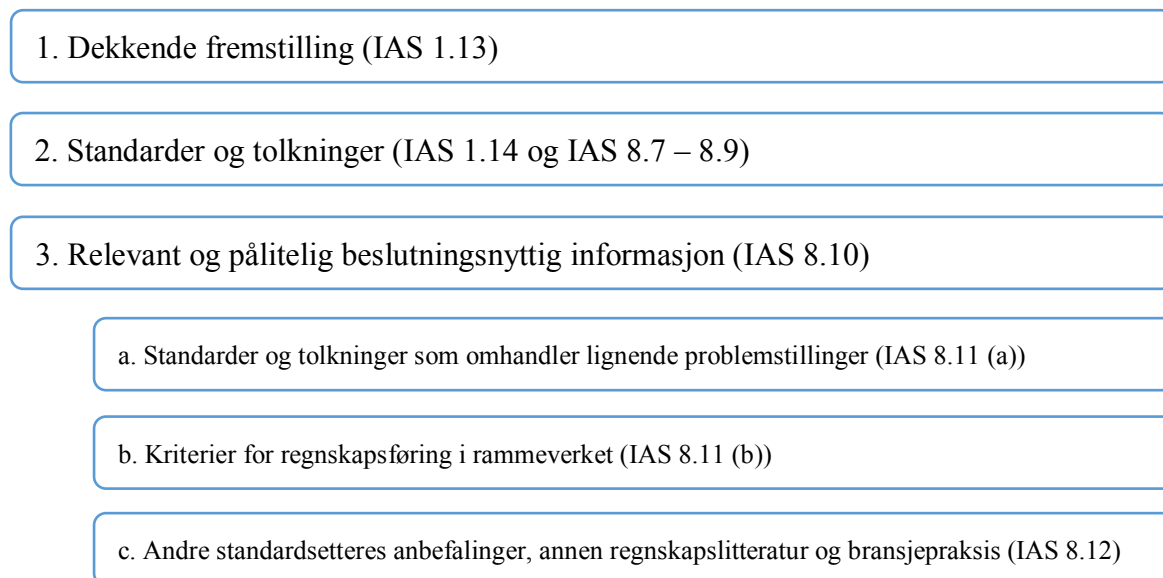 1. Dekkende fremstilling (IAS 1.13)
2. Standarder og tolkninger (IAS 1.14 og IAS 8.7 – 8.9)
3. Relevant og pålitelig beslutningsnyttig informasjon (IAS 8.10)
a. Standarder og tolkninger som omhandler lignende problemstillinger (IAS 8.11 (a))
b. Kriterier for regnskapsføring i rammeverket (IAS 8.11 (b))
c. Andre standardsetteres anbefalinger, annen regnskapslitteratur og bransjepraksis (IAS 8.12)